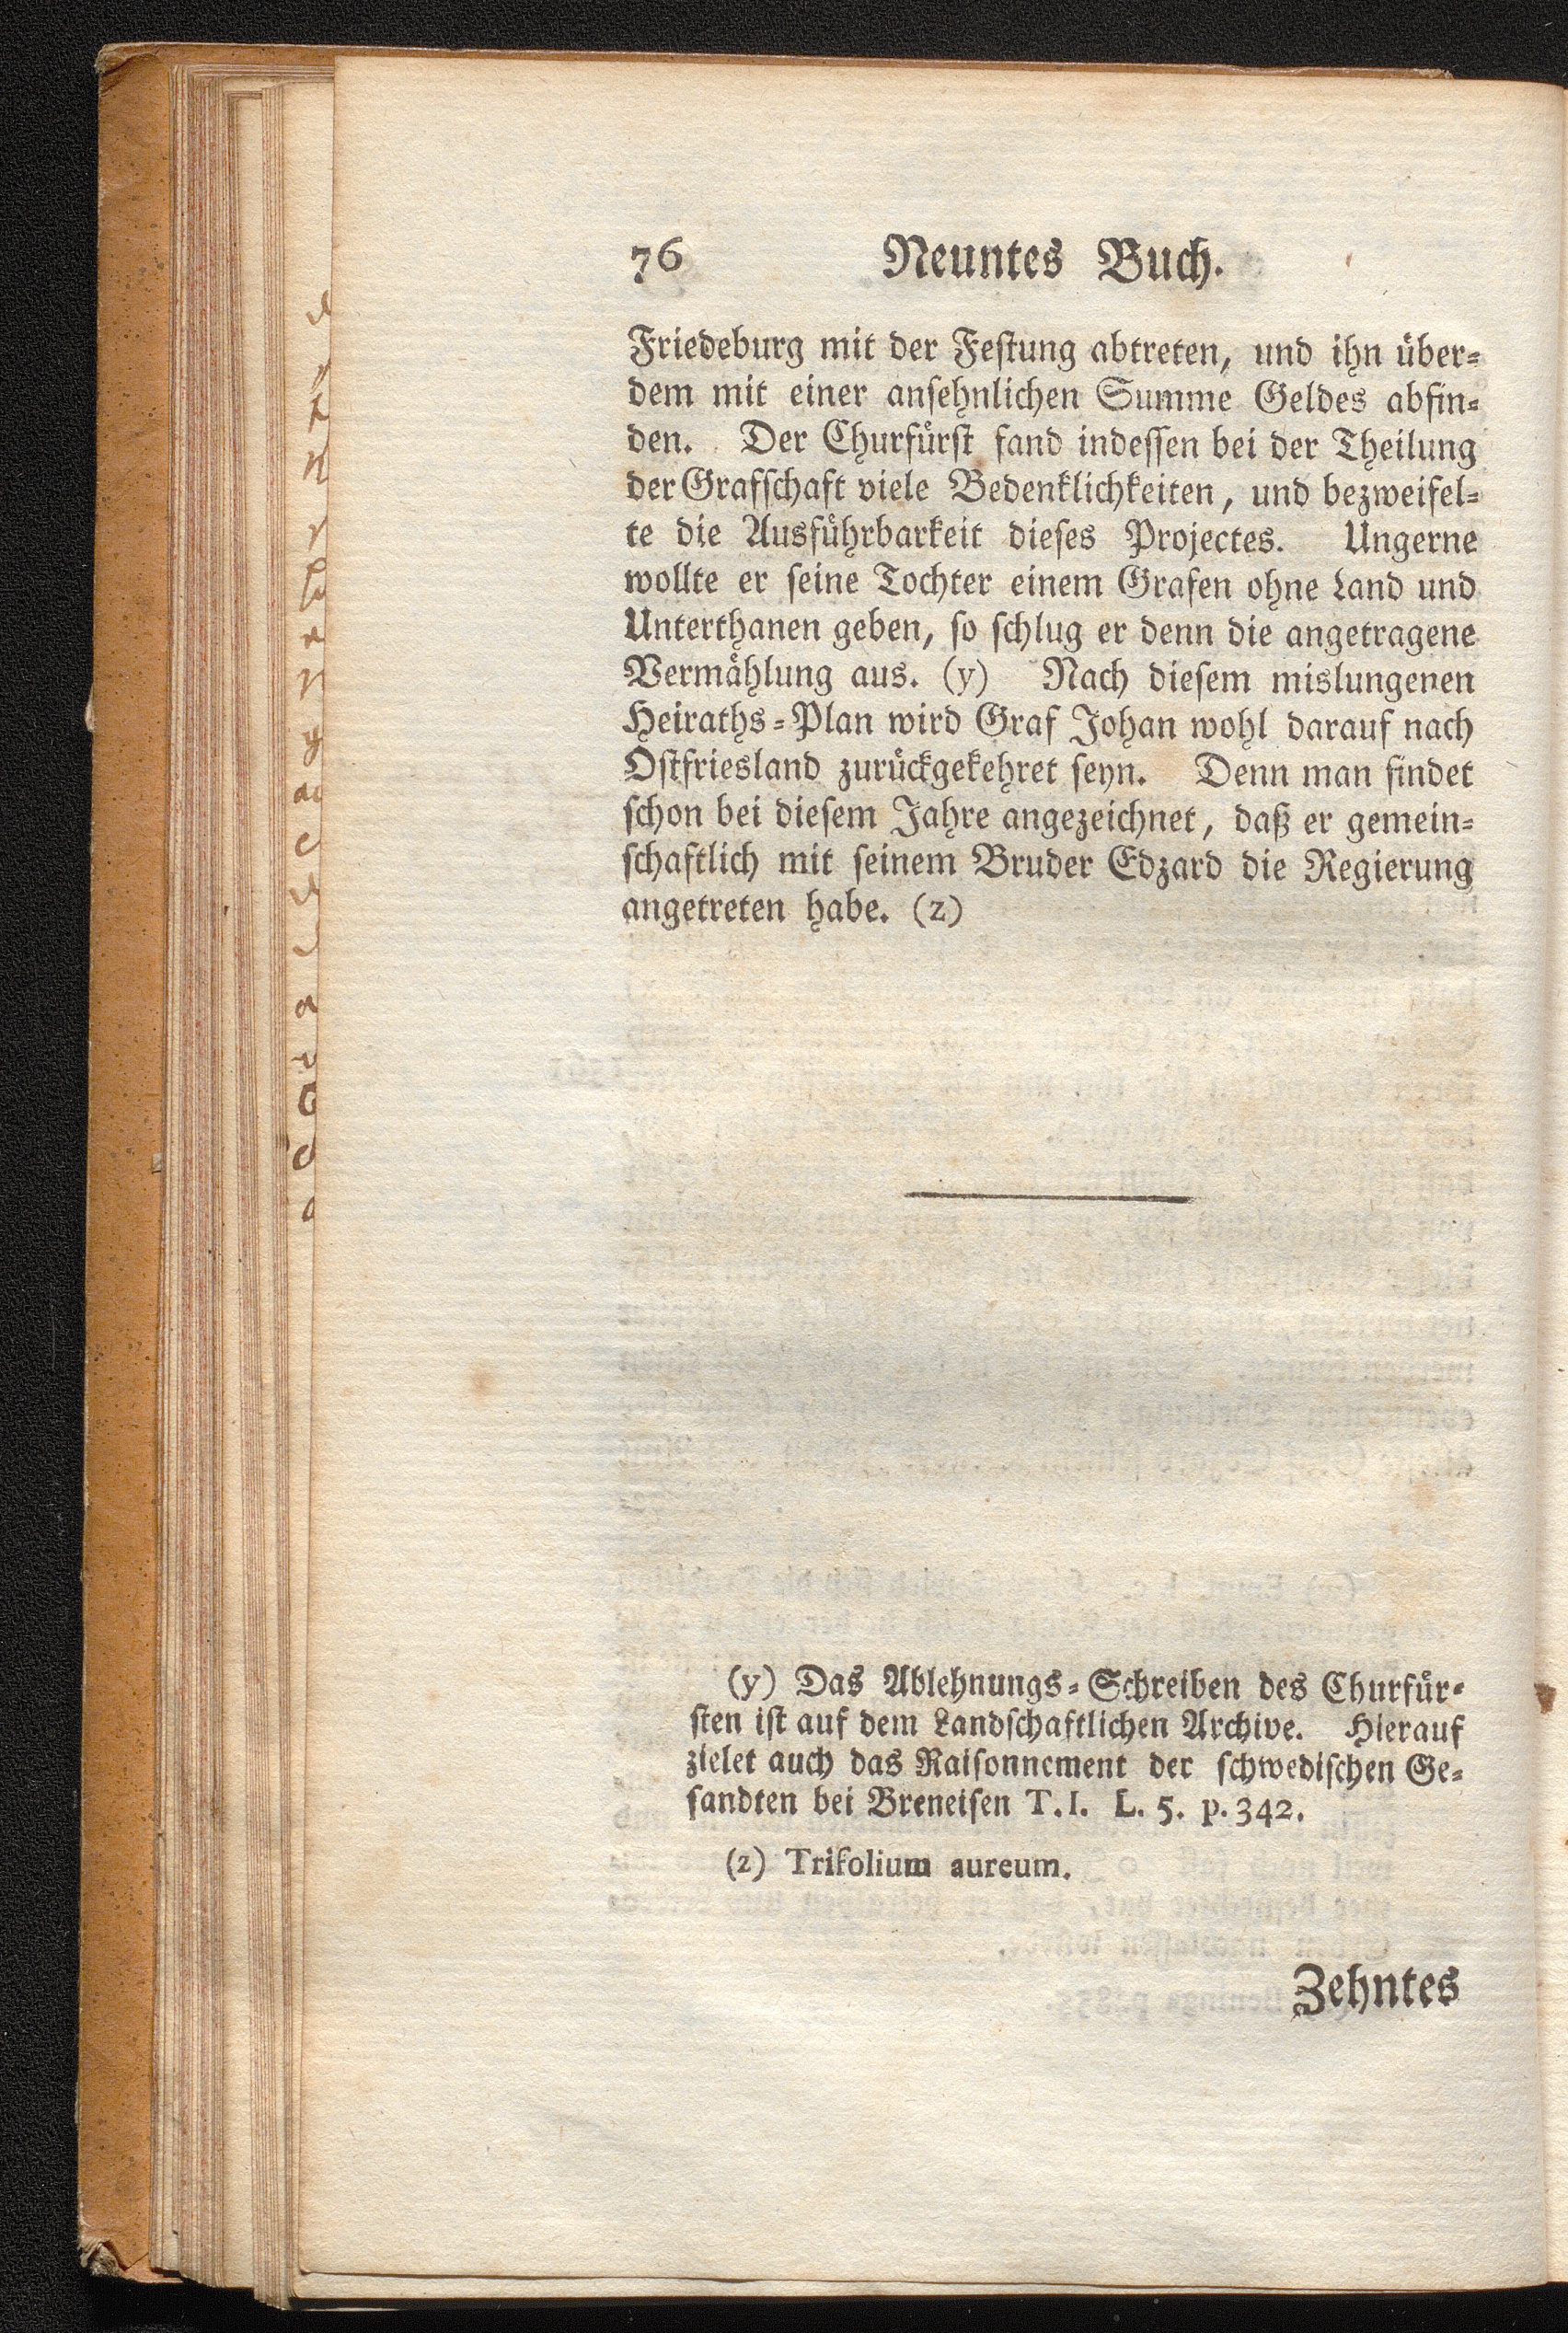 76 Neuntes Buch.
Friedeburg mit der Festung abtreten, und ihn über-
dem mit einer ansehnlichen Summe Geldes abfin-
den. Der Churfürst fand indessen bei der Theilung
der Grafschaft viele Bedenklichkeiten, und bezweifel-
te die Ausführbarkeit dieses Projectes. Ungerne
wollte er seine Tochter einem Grafen ohne Land und
Unterthanen geben, so schlug er denn die angetragene
Vermählung aus. (y) Nach diesem mislungenen
Heiraths-Plan wird Graf Johan wohl darauf nach
Ostfriesland zurückgekehret seyn. Denn man findet
schon bei diesem Jahre angezeichnet, daß er gemein-
schaftlich mit seinem Bruder Edzard die Regierung
angetreten habe. (z)
(y) Das Ablehnungs-Schreiben des Churfür-
sten ist auf dem Landschaftlichen Archive. Hierauf
zielet auch das Raisonnement der schwedischen Ge-
sandten bei Breneisen T. I. L. 5. p. 342.
(z) Trifolium aureum.
Zehntes